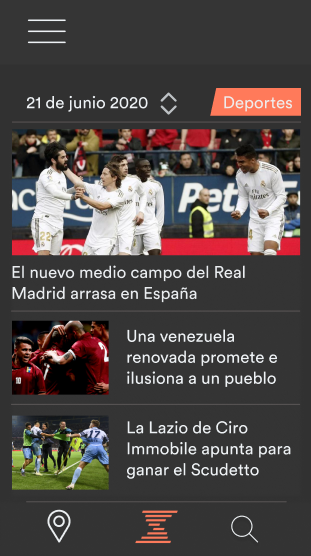 21 de junio 2020
Deportes
El nuevo medio campo del Real
Madrid arrasa en España
Una venezuela
renovada promete e
ilusiona a un pueblo
La Lazio de Ciro
Immobile apunta para
ganar el Scudetto